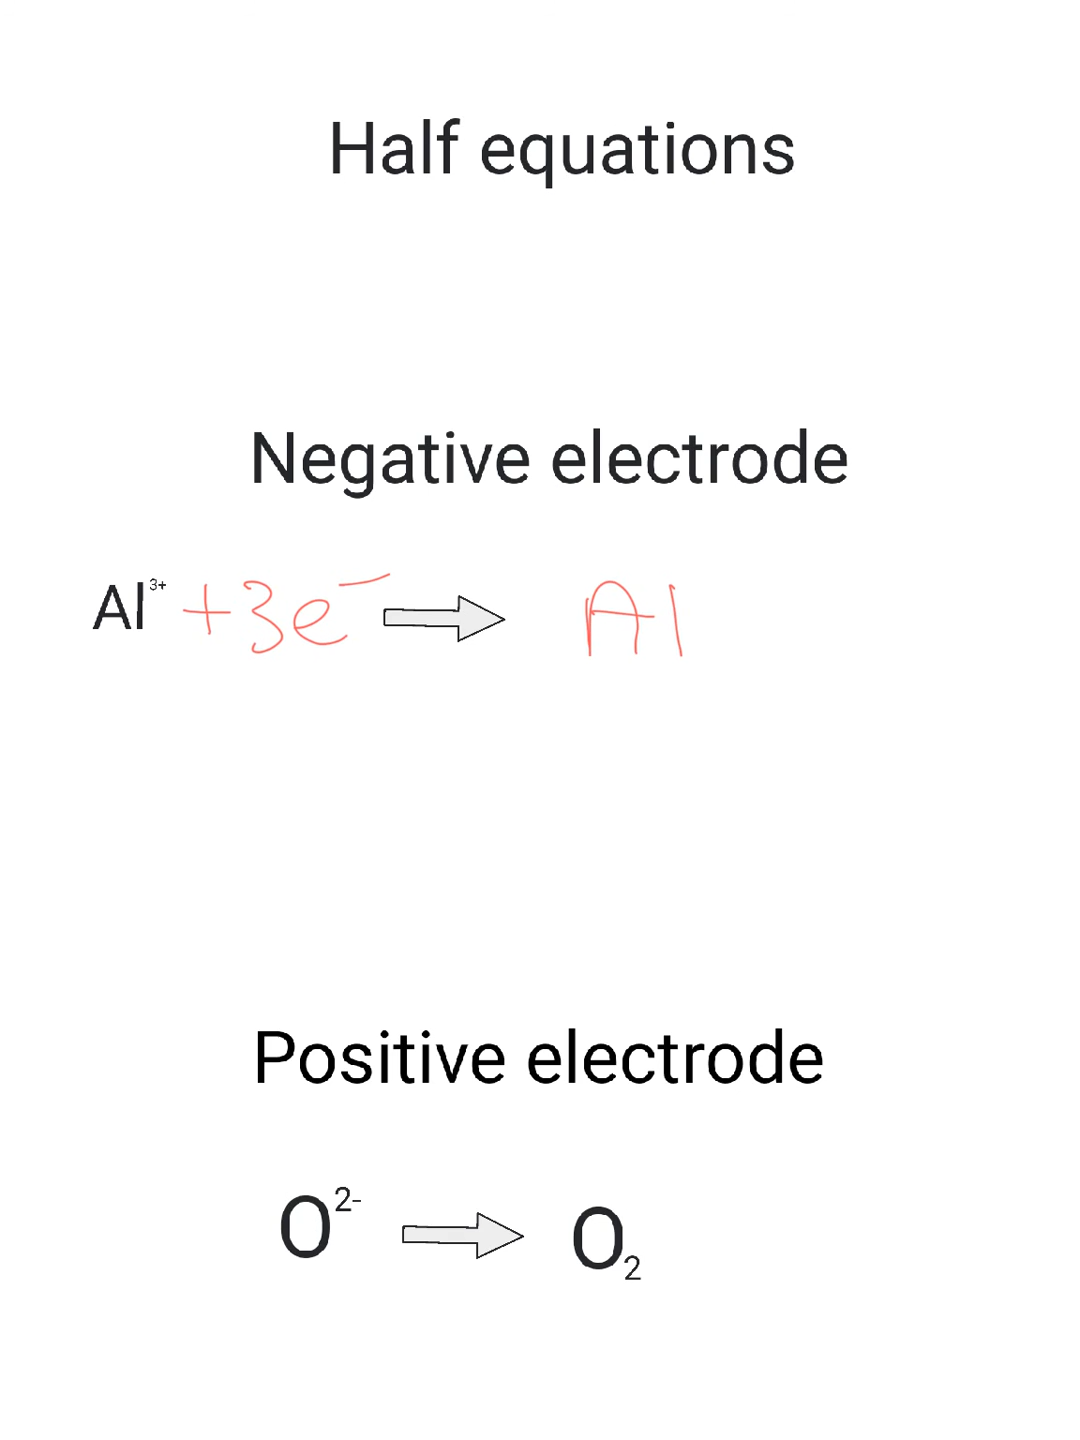 Half equations
Negative electrode
Al³⁺ +3e⁻ Al
Positive electrode
O²⁻ O₂